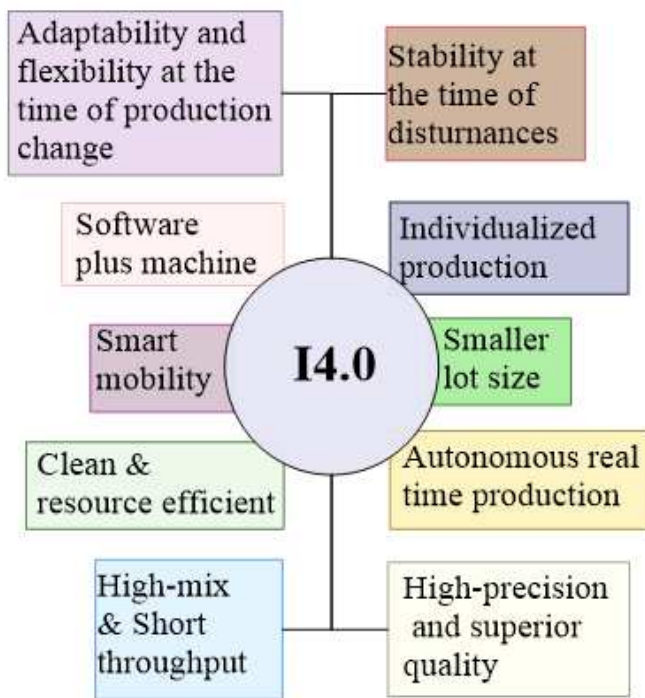 Adaptability and
flexibility at the
time of production
change
Stability at
the time of
disturnances
Software
plus machine
Individualized
production
Smart
mobility
I4.0
Smaller
lot size
Clean &
resource efficient
Autonomous real
time production
High-mix
& Short
throughput
High-precision
and superior
quality